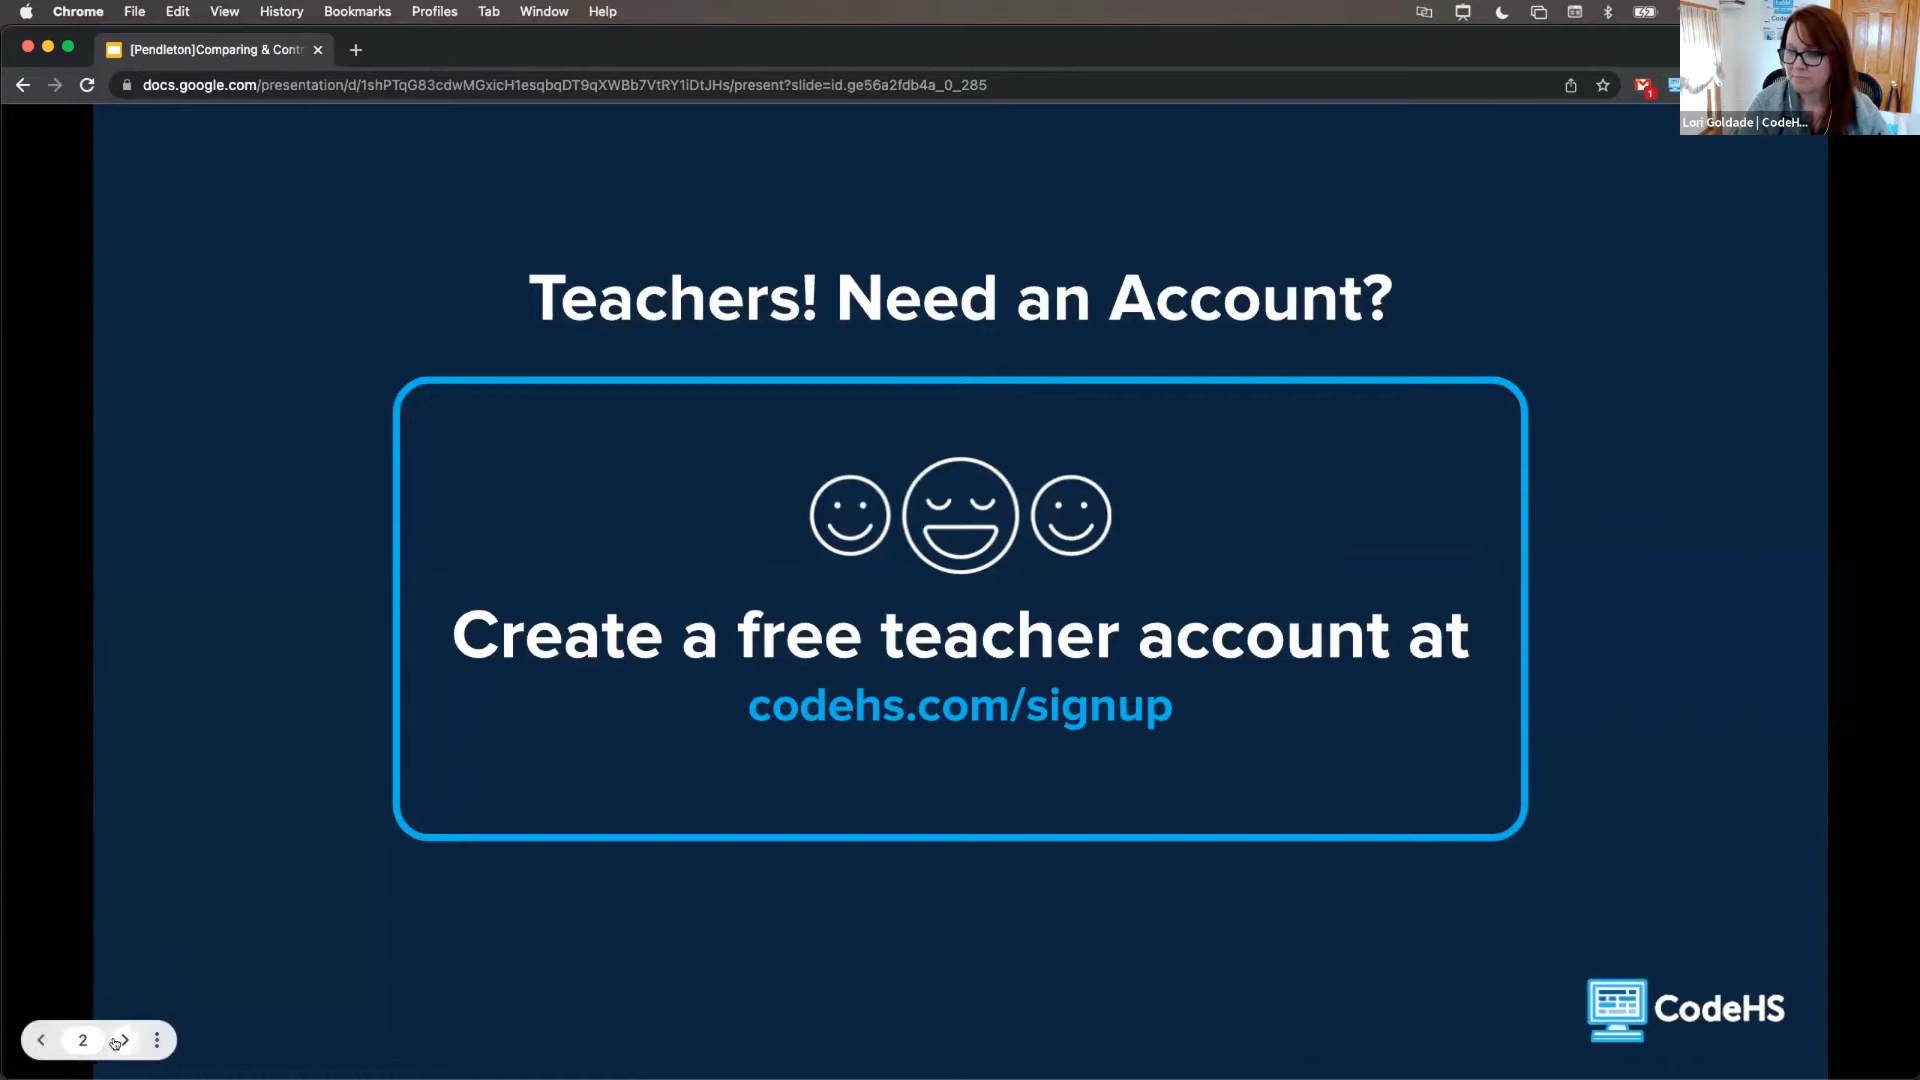 Chrome File Edit View History Bookmarks Profiles Tab Window Help
[Pendleton]Comparing & Contr
docs.google.com/presentation/d/1shPTqG83cdwMGxicH1esqbqDT9qXWBb7VtRY1iDtJHs/present?slide=id.ge56a2fdb4a_0_285
1
Lori Goldade | CodeH...
Teachers! Need an Account?
Create a free teacher account at
codehs.com/signup
CodeHS
2